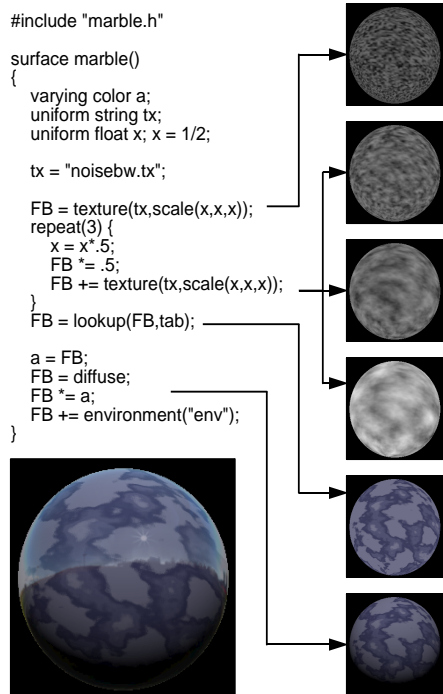 #include "marble.h"
surface marble()
{
varying color a;
uniform string tx;
uniform float x; x = 1/2;
tx = "noisebw.tx";
FB = texture(tx,scale(x,x,x));
repeat(3) {
x = x*.5;
FB *= .5;
FB += texture(tx,scale(x,x,x));
}
FB = lookup(FB,tab);
a = FB;
FB = diffuse;
FB *= a;
FB += environment("env");
}